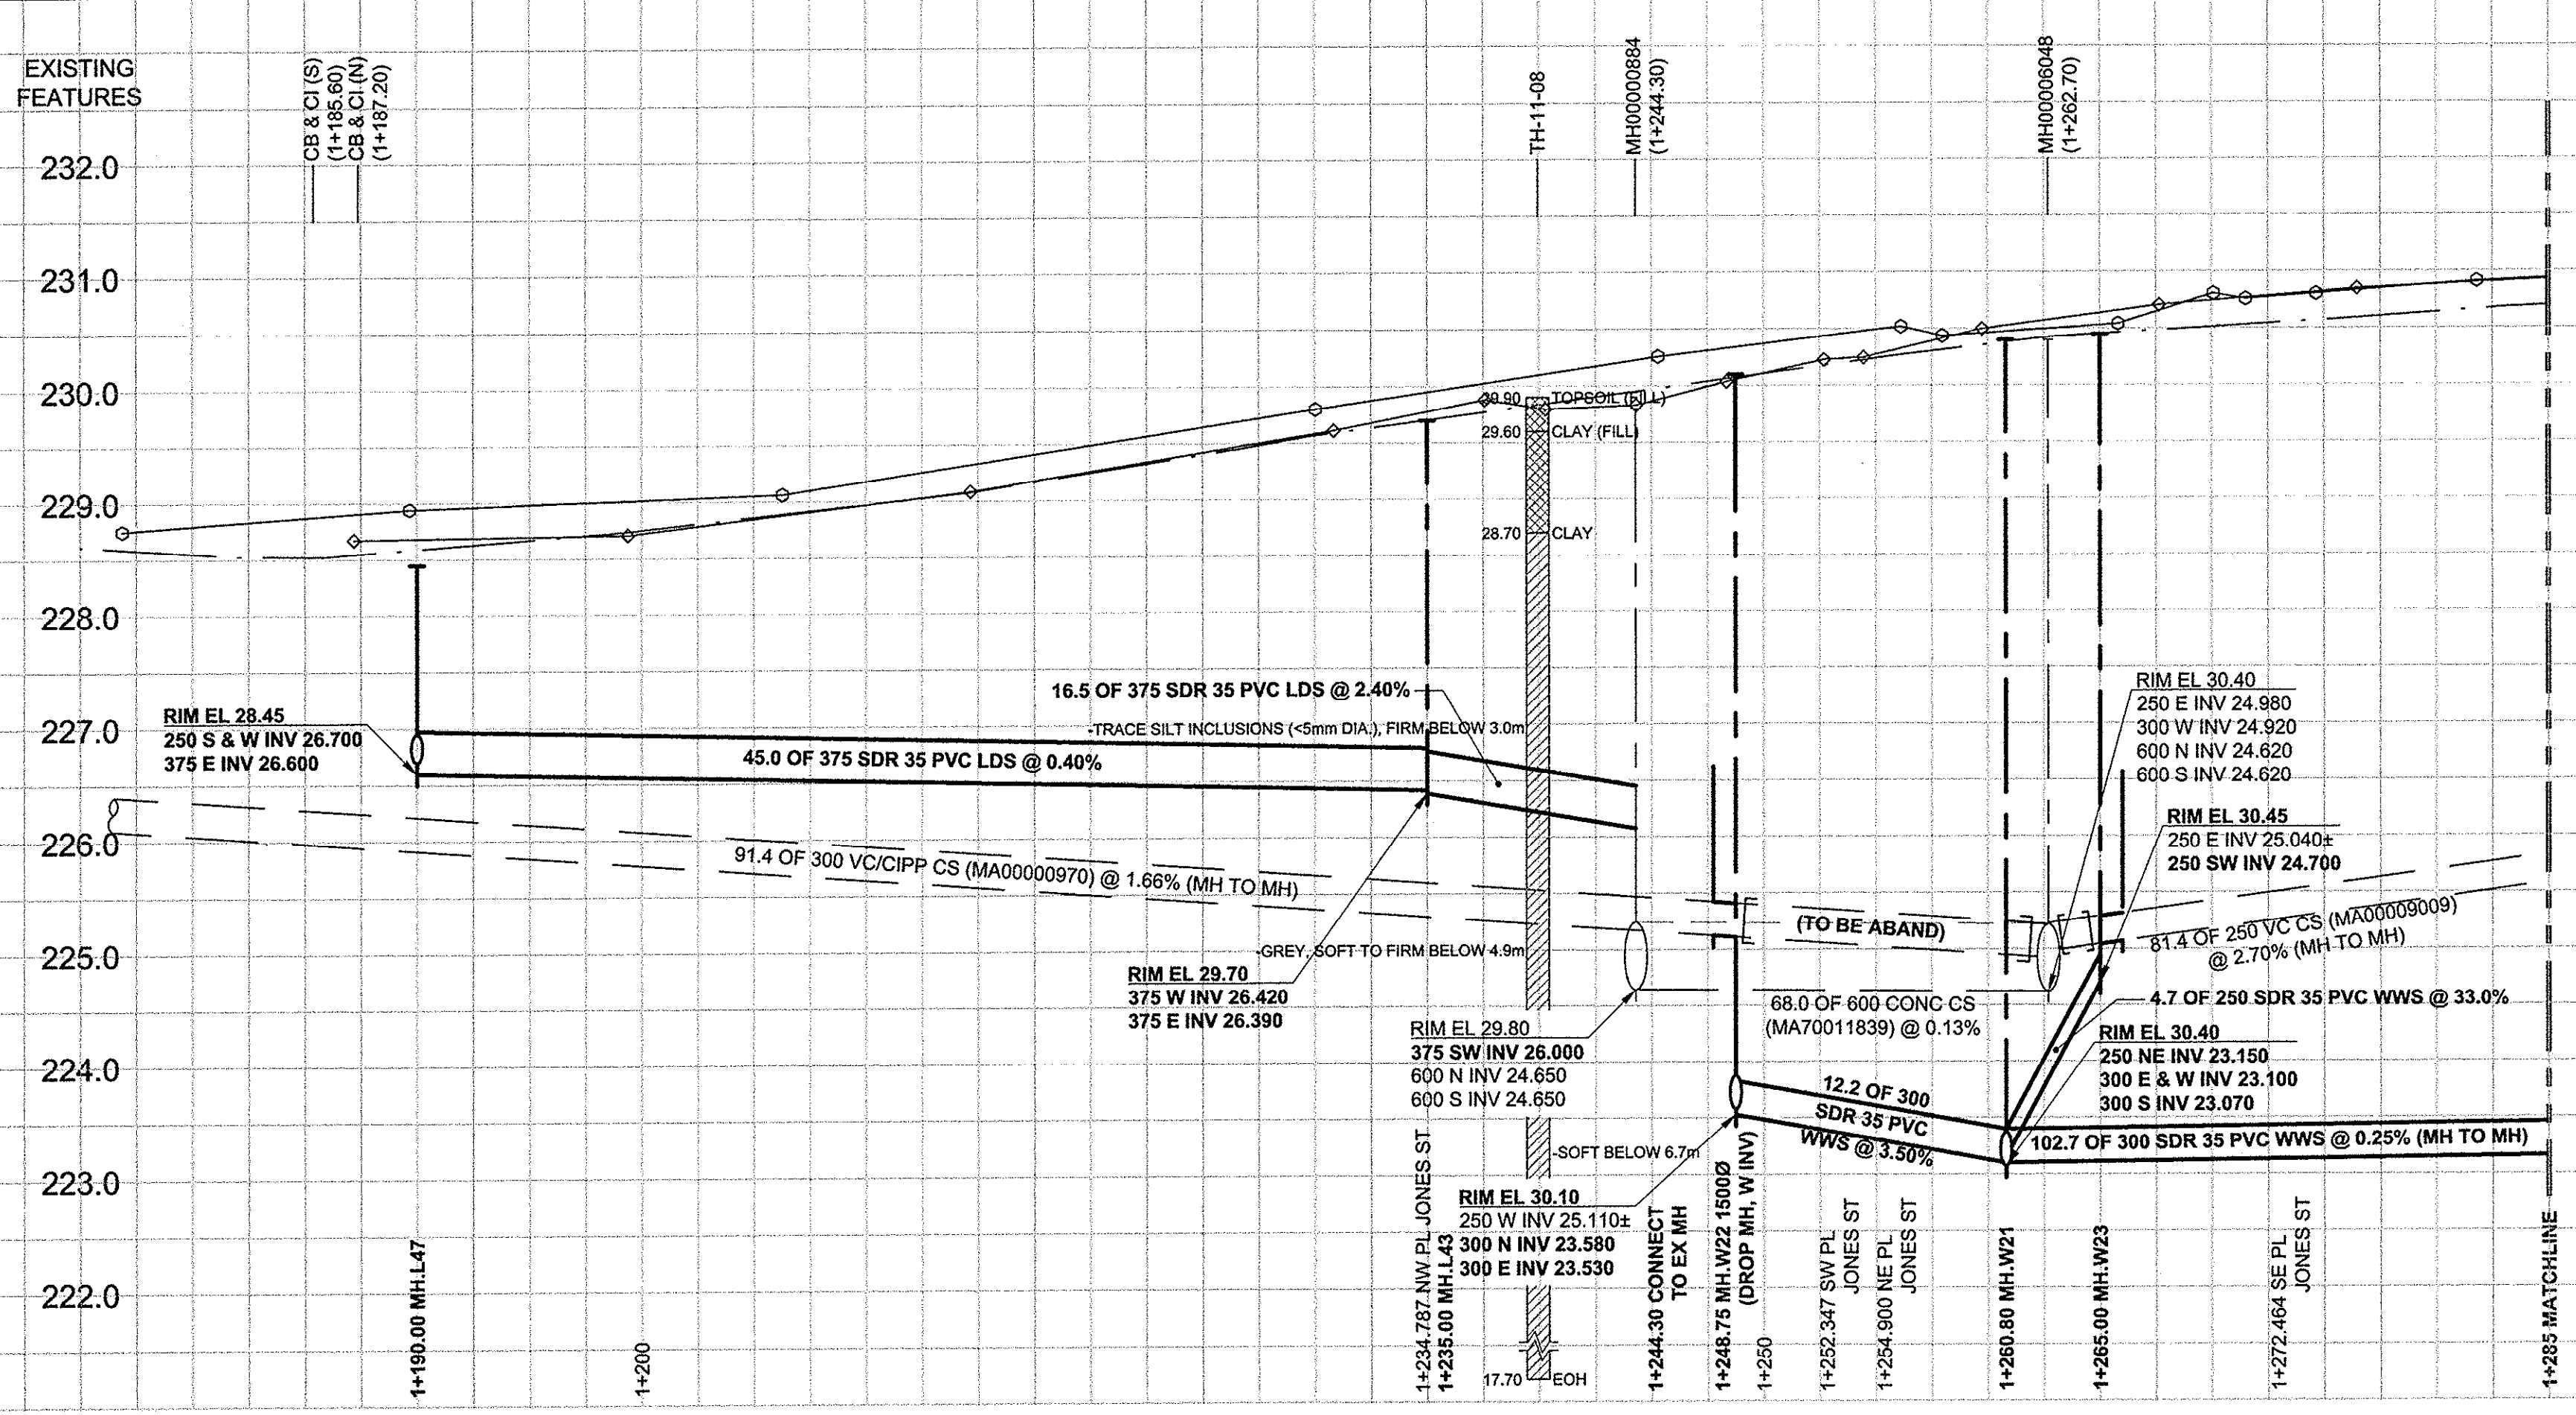 EXISTING
FEATURES
CB & CI (S)
(1+185.60)
CB & CI (N)
(1+187.20)
TH-11-08
MH00000884
(1+244.30)
MH00006048
(1+262.70)
232.0
231.0
230.0
229.0
228.0
227.0
226.0
225.0
224.0
223.0
222.0
29.90
TOPSOIL (FILL)
29.60
CLAY (FILL)
28.70
CLAY
16.5 OF 375 SDR 35 PVC LDS @ 2.40%
-TRACE SILT INCLUSIONS (<5mm DIA.), FIRM BELOW 3.0m
RIM EL 28.45
250 S & W INV 26.700
375 E INV 26.600
45.0 OF 375 SDR 35 PVC LDS @ 0.40%
91.4 OF 300 VC/CIPP CS (MA00000970) @ 1.66% (MH TO MH)
RIM EL 30.40
250 E INV 24.980
300 W INV 24.920
600 N INV 24.620
600 S INV 24.620
RIM EL 30.45
250 E INV 25.040±
250 SW INV 24.700
(TO BE ABAND)
81.4 OF 250 VC CS (MA00009009)
@ 2.70% (MH TO MH)
-GREY, SOFT TO FIRM BELOW 4.9m
RIM EL 29.70
375 W INV 26.420
375 E INV 26.390
68.0 OF 600 CONC CS
(MA70011839) @ 0.13%
4.7 OF 250 SDR 35 PVC WWS @ 33.0%
RIM EL 29.80
375 SW INV 26.000
600 N INV 24.650
600 S INV 24.650
RIM EL 30.40
250 NE INV 23.150
300 E & W INV 23.100
300 S INV 23.070
12.2 OF 300
SDR 35 PVC
WWS @ 3.50%
102.7 OF 300 SDR 35 PVC WWS @ 0.25% (MH TO MH)
-SOFT BELOW 6.7m
RIM EL 30.10
250 W INV 25.110±
300 N INV 23.580
300 E INV 23.530
17.70
EOH
1+190.00 MH.L47
1+200
1+234.787 NW PL JONES ST
1+235.00 MH.L43
1+244.30 CONNECT
TO EX MH
1+248.75 MH.W22 1500Ø
(DROP MH, W INV)
1+250
1+252.347 SW PL
JONES ST
1+254.900 NE PL
JONES ST
1+260.80 MH.W21
1+265.00 MH.W23
1+272.464 SE PL
JONES ST
1+285 MATCHLINE